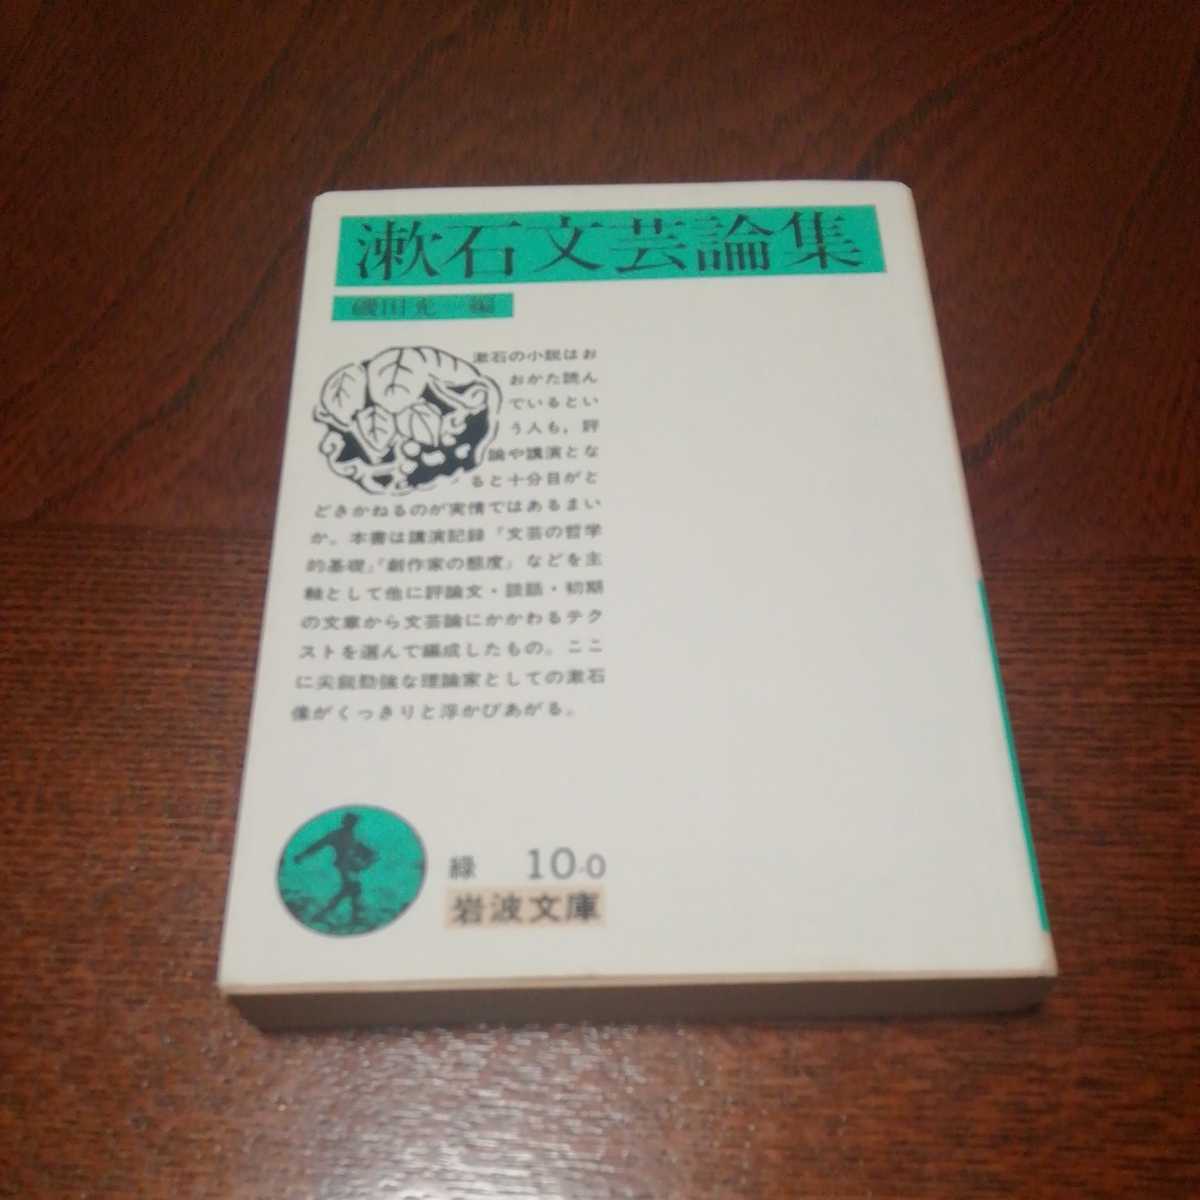 漱石文芸論集
磯田光一編
漱石の小説はお
おかた読ん
でいるとい
う人も，評
論や講演とな
ると十分目がと
どきかねるのが実情ではあるまい
か。本書は講演記録「文芸の哲学
的基礎」「創作家の態度」などを主
軸として他に評論文・談話・初期
の文章から文芸論にかかわるテク
ストを選んで編成したもの。ここ
に尖鋭勁強な理論家としての漱石
像がくっきりと浮かびあがる。
緑 10-0
岩波文庫